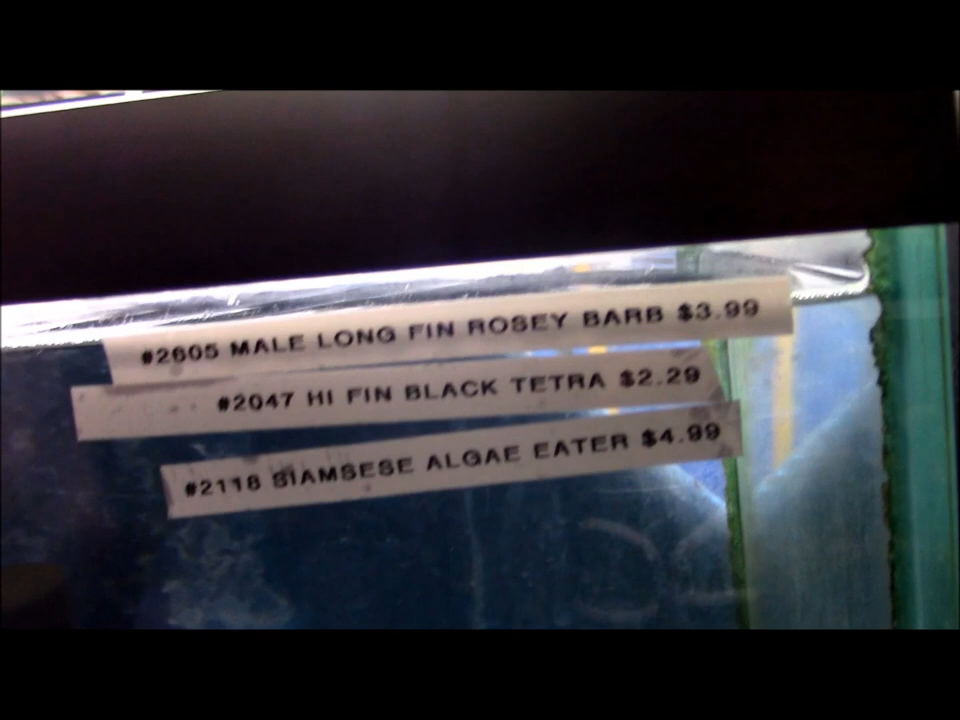 #2605 MALE LONG FIN ROSEY BARB $3.99
#2047 HI FIN BLACK TETRA $2.29
#2118 SIAMSESE ALGAE EATER $4.99